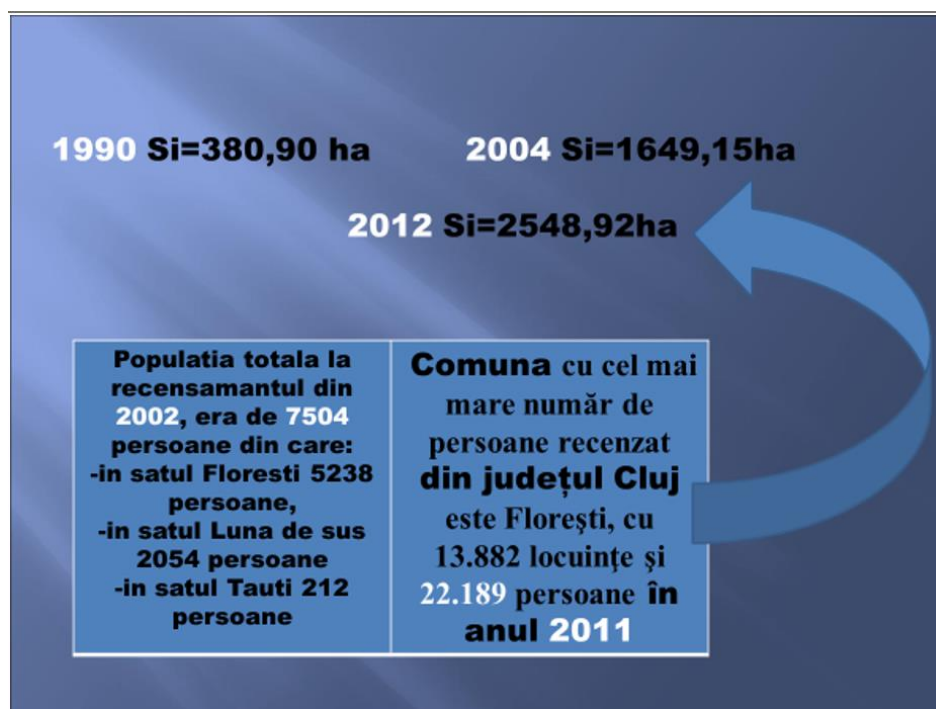 1990 Si=380,90 ha
2004 Si=1649,15ha
2012 Si=2548,92ha
Populatia totala la
recensamantul din
2002, era de 7504
persoane din care:
-in satul Floresti 5238
persoane,
-in satul Luna de sus
2054 persoane
-in satul Tauti 212
persoane
Comuna cu cel mai
mare număr de
persoane recenzat
din județul Cluj
este Floreşti, cu
13.882 locuinţe şi
22.189 persoane în
anul 2011